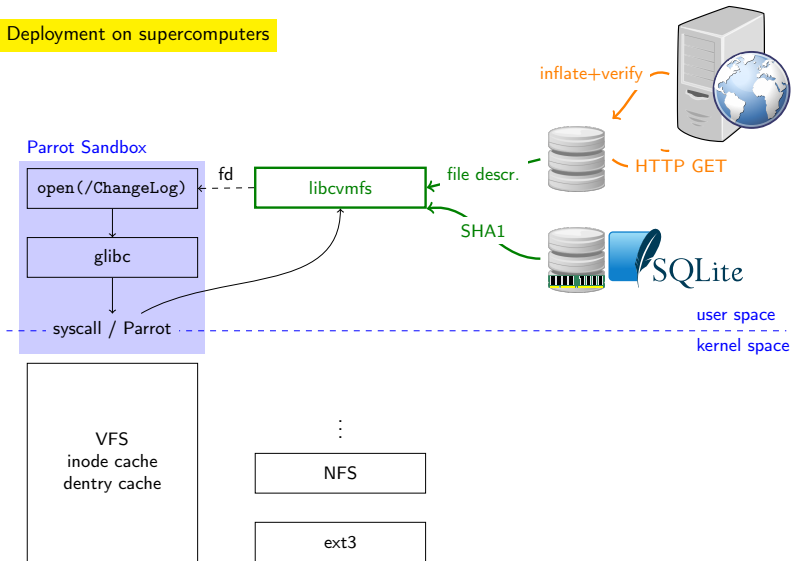 Deployment on supercomputers
inflate+verify
HTTP GET
Parrot Sandbox
open(/ChangeLog)
fd
libcvmfs
file descr.
glibc
SHA1
SQLite
syscall / Parrot
user space
kernel space
VFS
inode cache
dentry cache
⋮
NFS
ext3